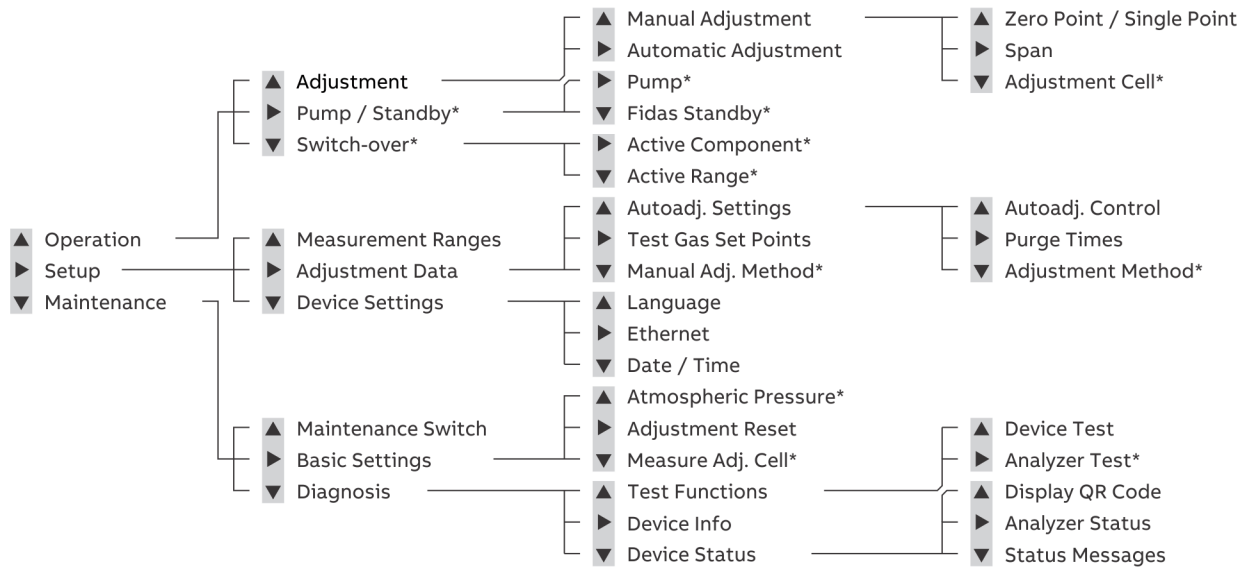 ▲ Manual Adjustment
▲ Zero Point / Single Point
▶ Automatic Adjustment
▶ Span
▲ Adjustment
▶ Pump*
▼ Adjustment Cell*
▶ Pump / Standby*
▼ Fidas Standby*
▼ Switch-over*
▶ Active Component*
▼ Active Range*
▲ Autoadj. Settings
▲ Autoadj. Control
▲ Operation
▲ Measurement Ranges
▶ Test Gas Set Points
▶ Purge Times
▶ Setup
▶ Adjustment Data
▼ Manual Adj. Method*
▼ Adjustment Method*
▼ Maintenance
▼ Device Settings
▲ Language
▶ Ethernet
▼ Date / Time
▲ Atmospheric Pressure*
▲ Maintenance Switch
▶ Adjustment Reset
▲ Device Test
▶ Basic Settings
▼ Measure Adj. Cell*
▶ Analyzer Test*
▼ Diagnosis
▲ Test Functions
▲ Display QR Code
▶ Device Info
▶ Analyzer Status
▼ Device Status
▼ Status Messages